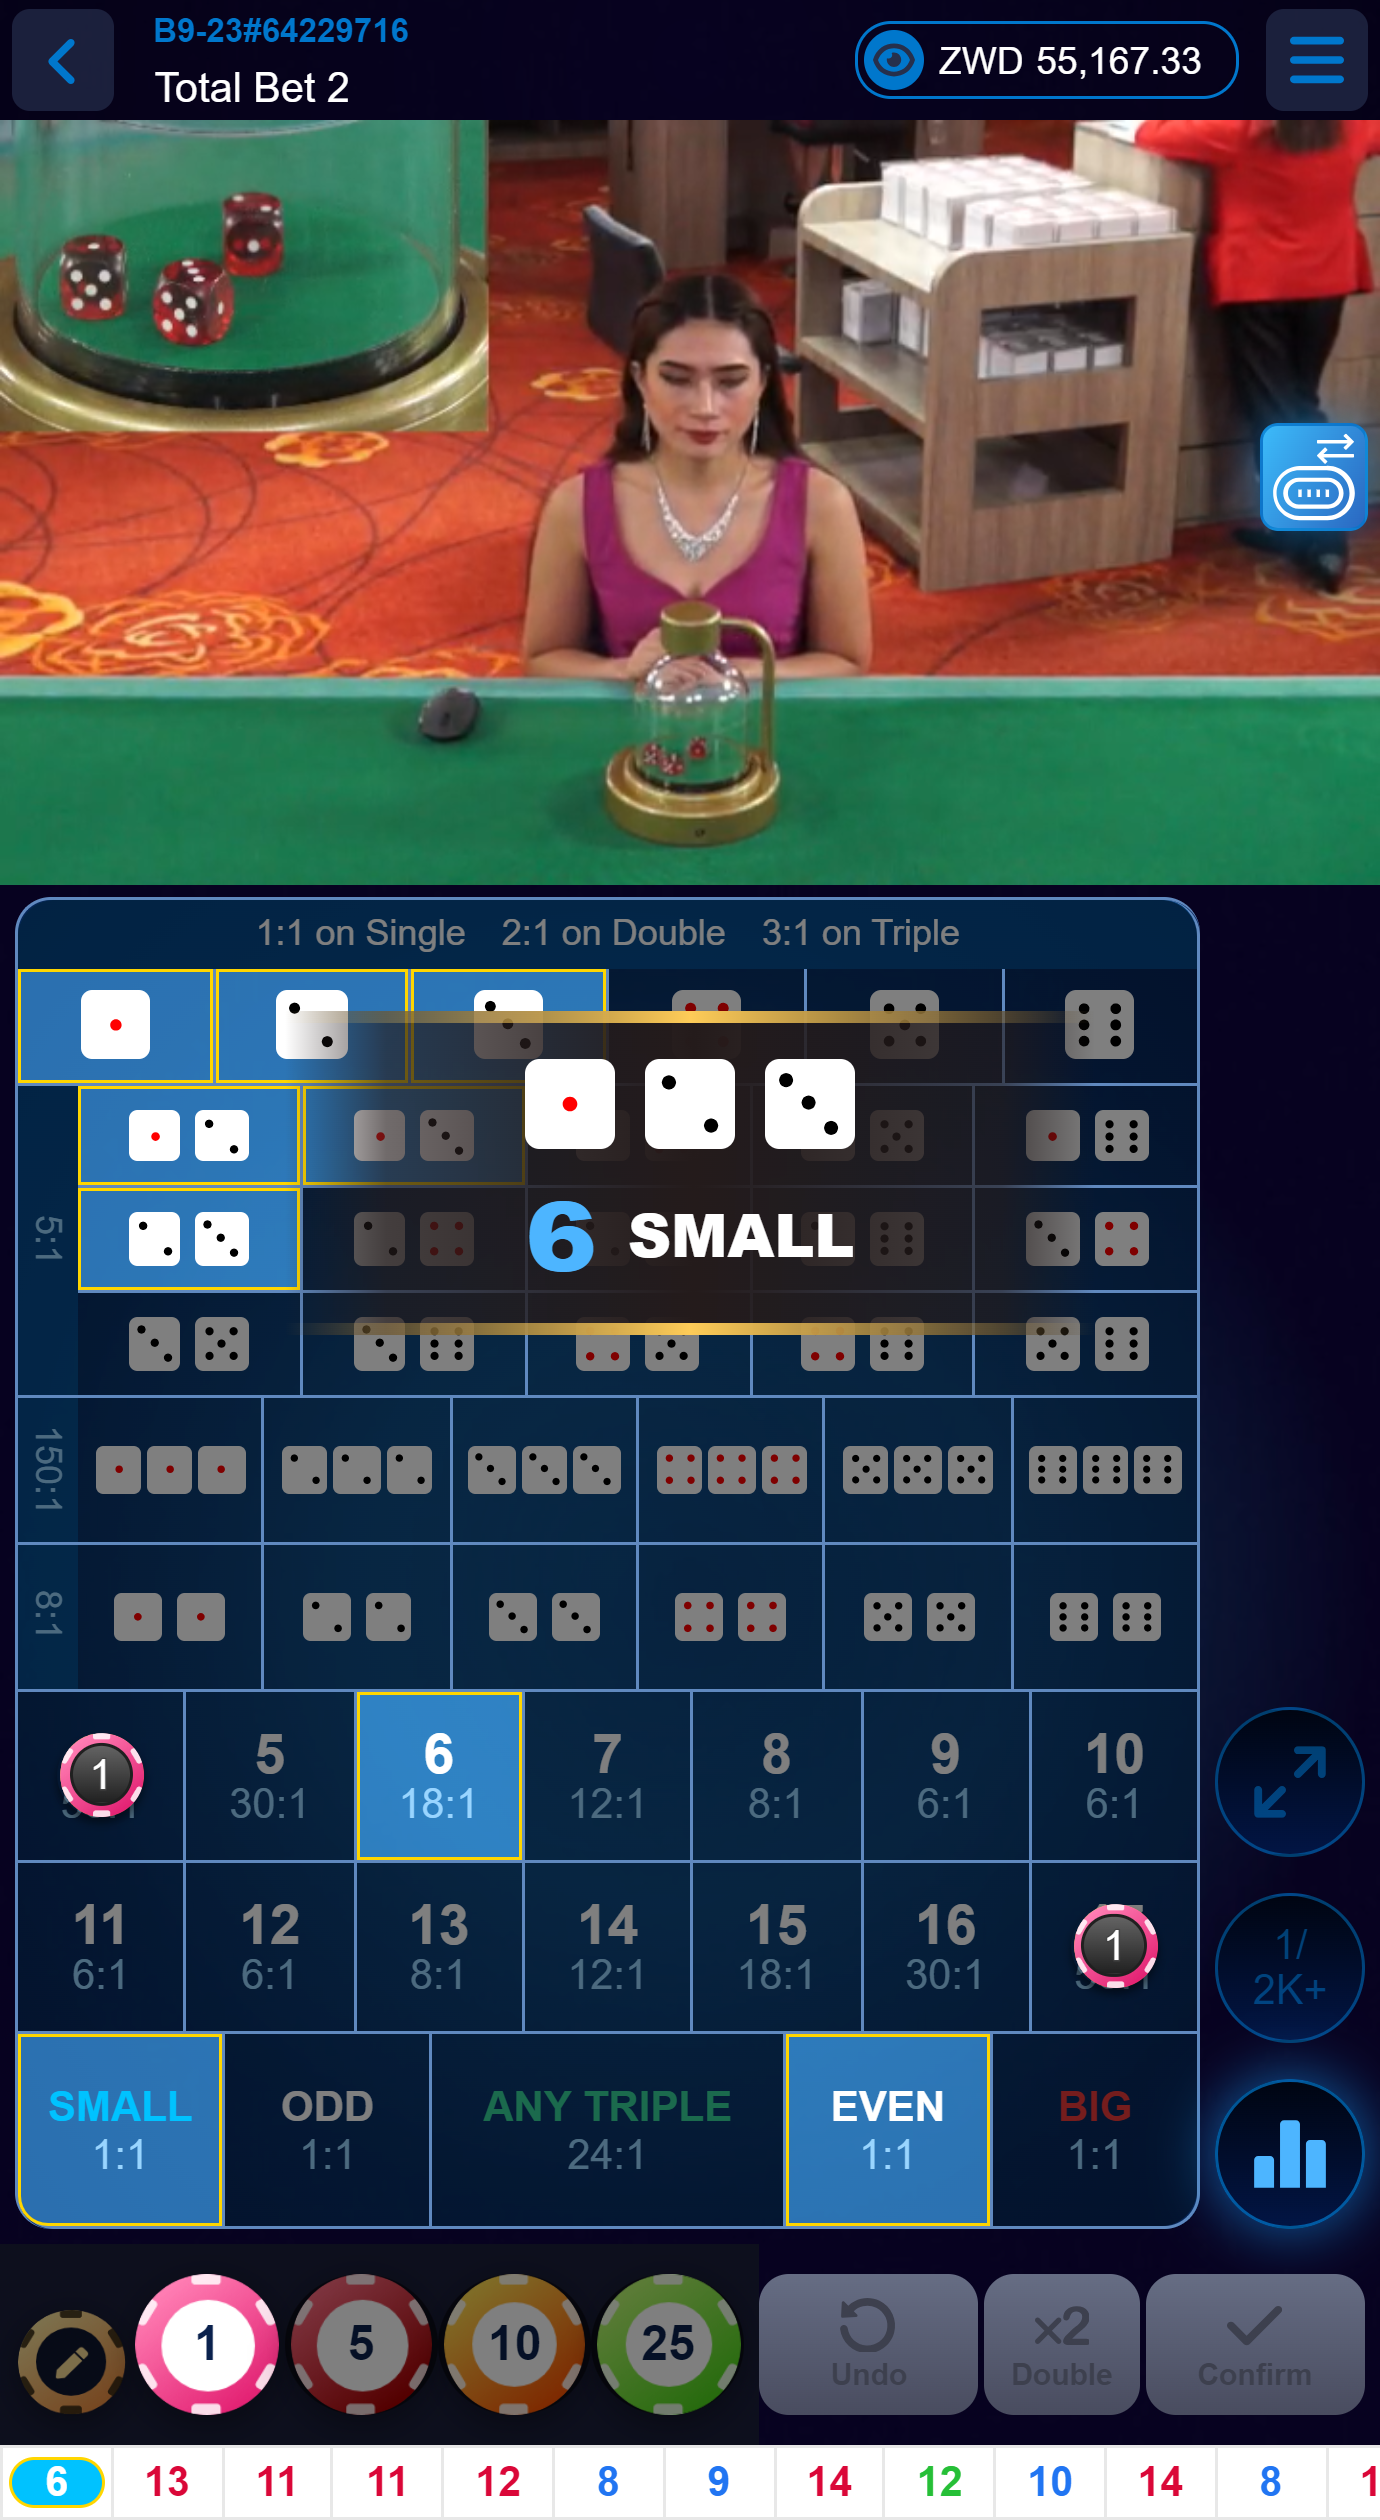 B9-23#64229716
Total Bet 2
ZWD 55,167.33
1:1 on Single 2:1 on Double 3:1 on Triple
6 SMALL
5:1
150:1
8:1
1
5 6 7 8 9 10
30:1 18:1 12:1 8:1 6:1 6:1
11 12 13 14 15 16
1
6:1 6:1 8:1 12:1 18:1 30:1
1/
2K+
SMALL ODD ANY TRIPLE EVEN BIG
1:1 1:1 24:1 1:1 1:1
1 5 10 25
x2
Undo Double Confirm
6 13 11 11 12 8 9 14 12 10 14 8